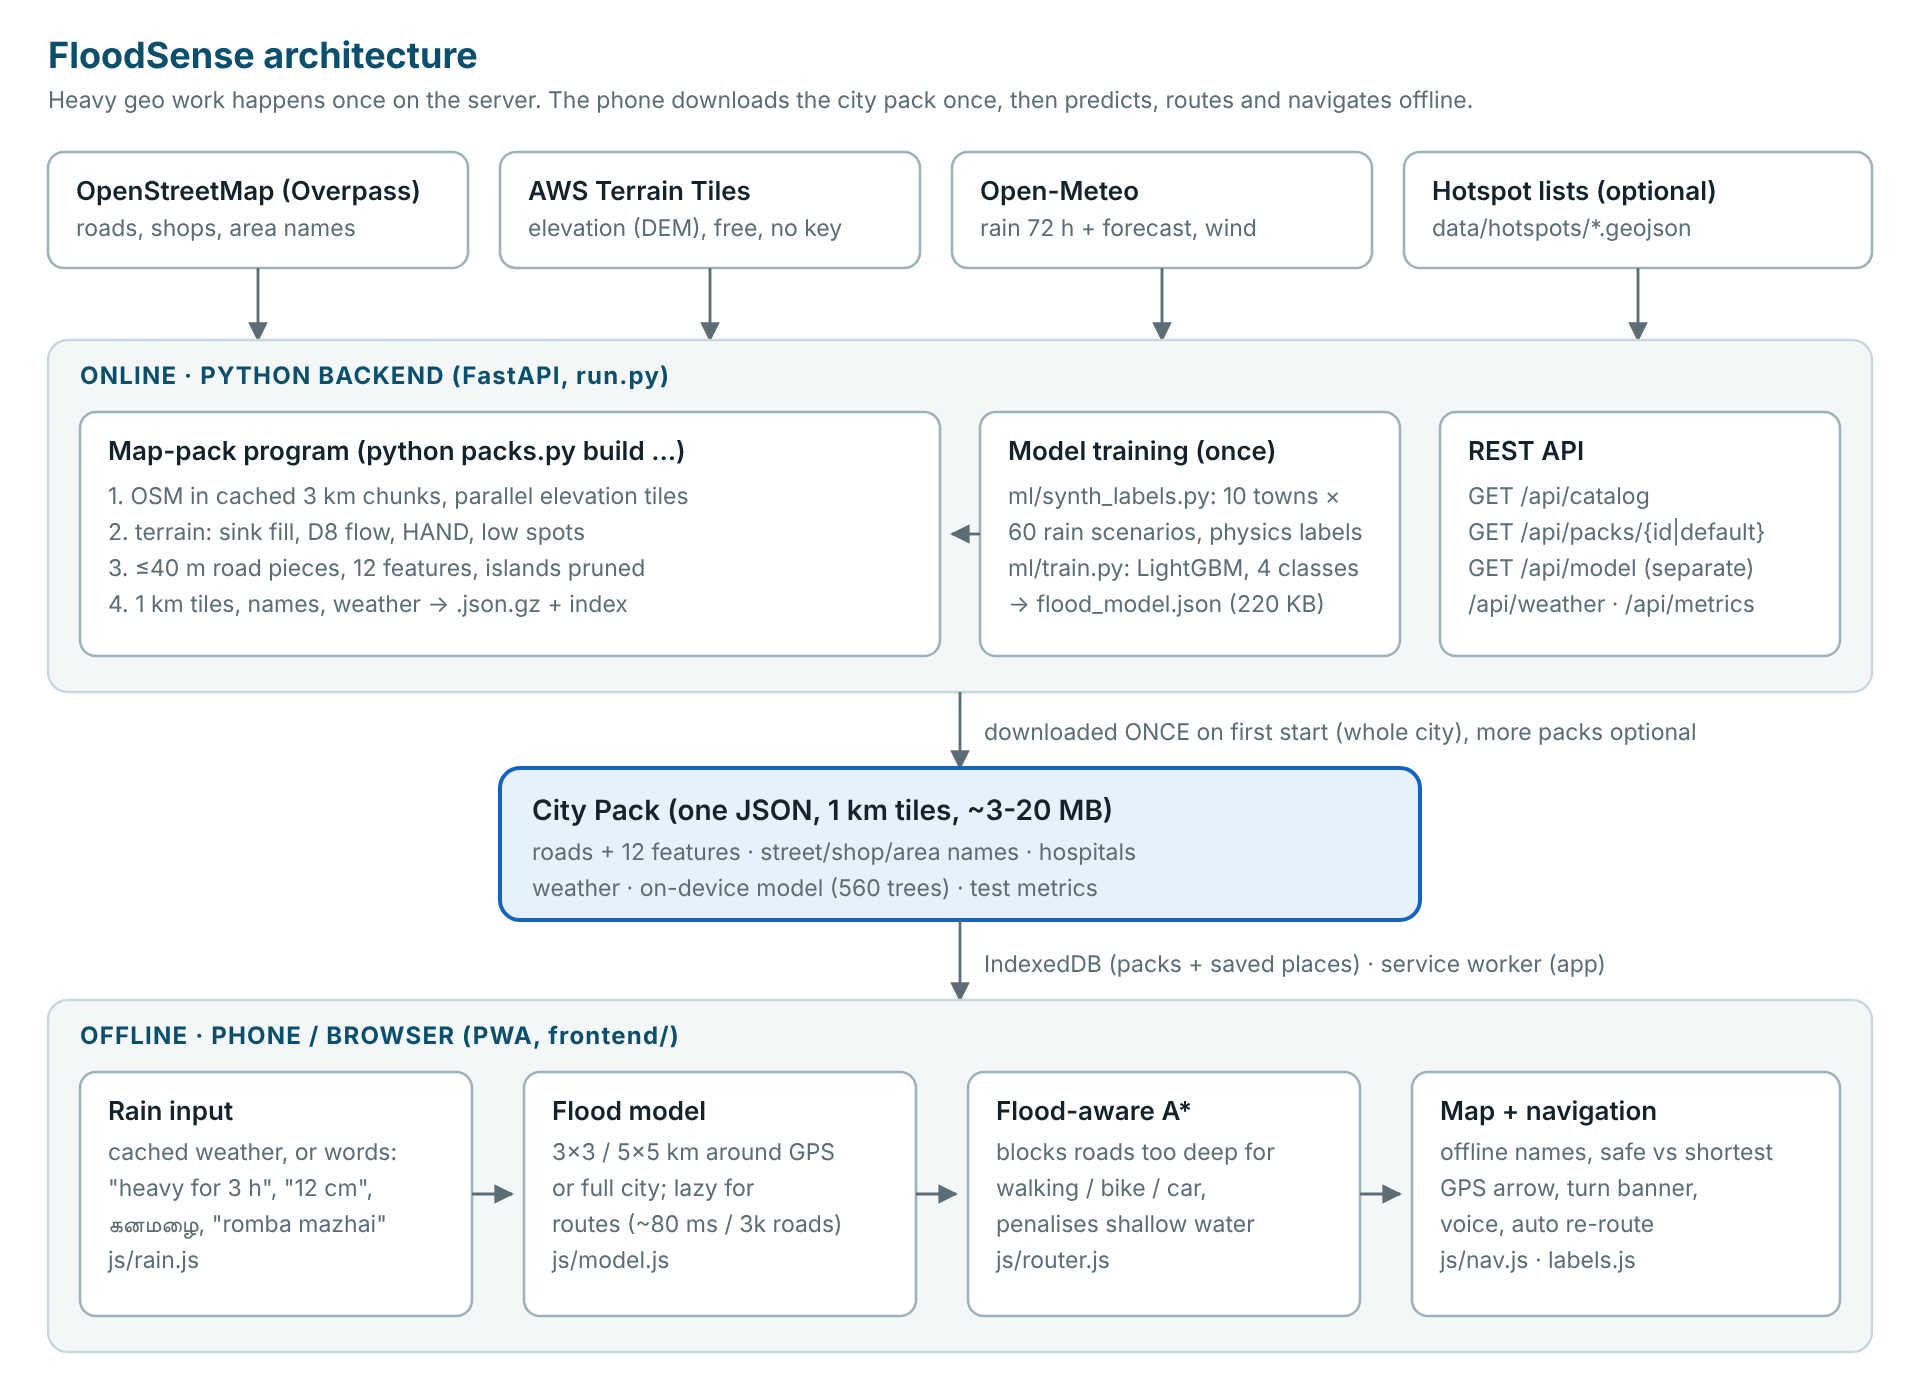 FloodSense architecture
Heavy geo work happens once on the server. The phone downloads the city pack once, then predicts, routes and navigates offline.
OpenStreetMap (Overpass)
roads, shops, area names
AWS Terrain Tiles
elevation (DEM), free, no key
Open-Meteo
rain 72 h + forecast, wind
Hotspot lists (optional)
data/hotspots/*.geojson
ONLINE · PYTHON BACKEND (FastAPI, run.py)
Map-pack program (python packs.py build ...)
1. OSM in cached 3 km chunks, parallel elevation tiles
2. terrain: sink fill, D8 flow, HAND, low spots
3. ≤40 m road pieces, 12 features, islands pruned
4. 1 km tiles, names, weather → .json.gz + index
Model training (once)
ml/synth_labels.py: 10 towns ×
60 rain scenarios, physics labels
ml/train.py: LightGBM, 4 classes
→ flood_model.json (220 KB)
REST API
GET /api/catalog
GET /api/packs/{id|default}
GET /api/model (separate)
/api/weather · /api/metrics
downloaded ONCE on first start (whole city), more packs optional
City Pack (one JSON, 1 km tiles, ~3-20 MB)
roads + 12 features · street/shop/area names · hospitals
weather · on-device model (560 trees) · test metrics
IndexedDB (packs + saved places) · service worker (app)
OFFLINE · PHONE / BROWSER (PWA, frontend/)
Rain input
cached weather, or words:
"heavy for 3 h", "12 cm",
கனமழை, "romba mazhai"
js/rain.js
Flood model
3×3 / 5×5 km around GPS
or full city; lazy for
routes (~80 ms / 3k roads)
js/model.js
Flood-aware A*
blocks roads too deep for
walking / bike / car,
penalises shallow water
js/router.js
Map + navigation
offline names, safe vs shortest
GPS arrow, turn banner,
voice, auto re-route
js/nav.js · labels.js